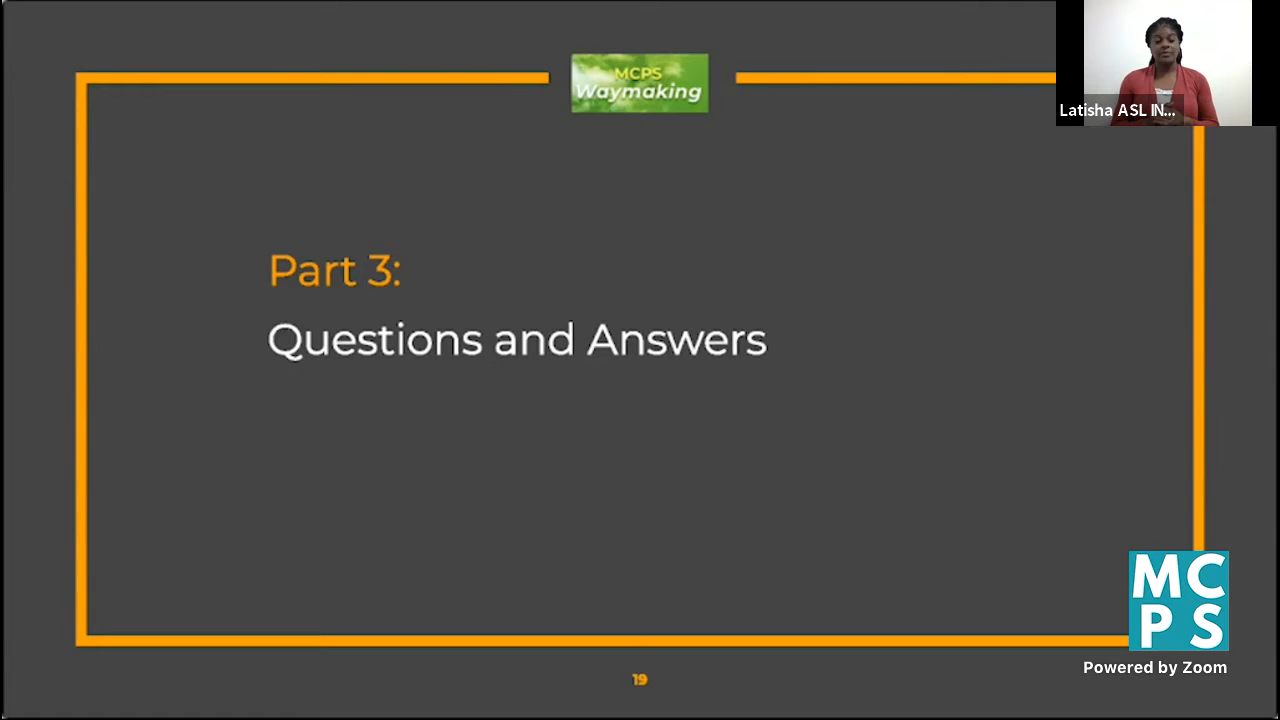 MCPS
Waymaking
Latisha ASL IN...
Part 3:
Questions and Answers
MC
PS
Powered by Zoom
19